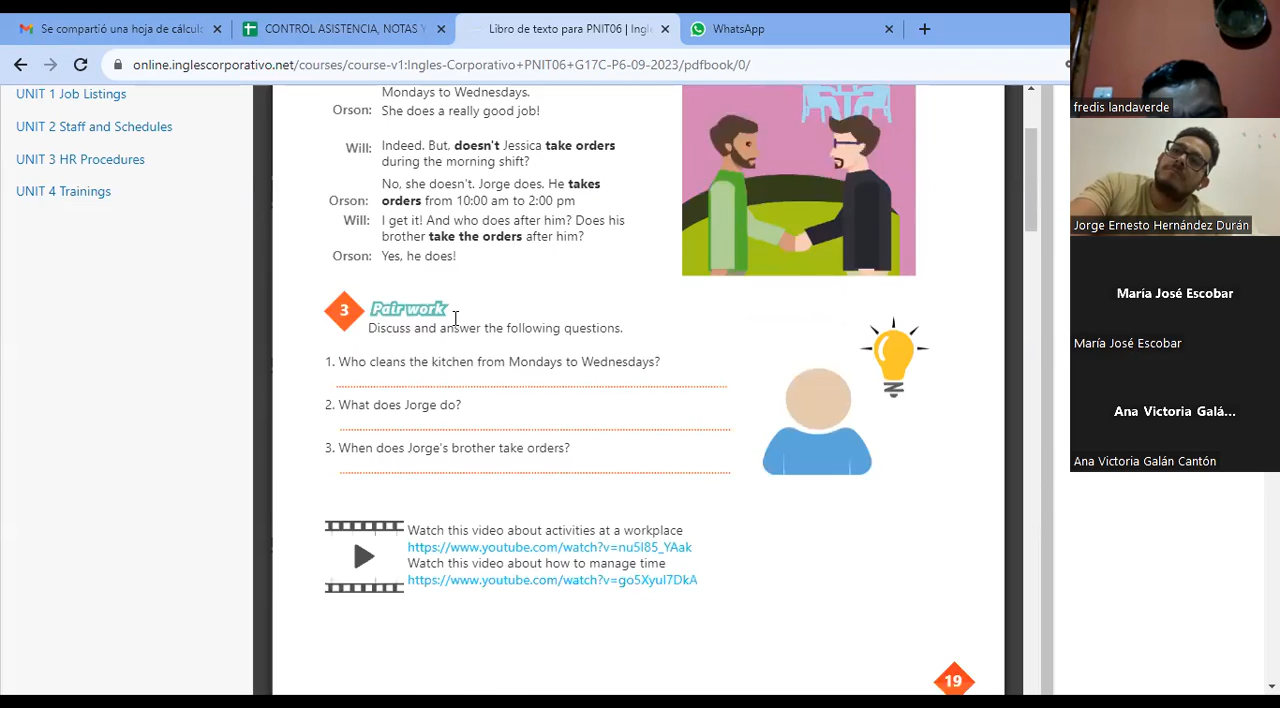 Se compartió una hoja de cálcul
CONTROL ASISTENCIA, NOTAS Y
Libro de texto para PNIT06 | Ingl
WhatsApp
online.inglescorporativo.net/courses/course-v1:Ingles-Corporativo+PNIT06+G17C-P6-09-2023/pdfbook/0/
UNIT 1 Job Listings
UNIT 2 Staff and Schedules
UNIT 3 HR Procedures
UNIT 4 Trainings
Mondays to Wednesdays.
Orson: She does a really good job!
Will: Indeed. But, doesn't Jessica take orders
during the morning shift?
No, she doesn't. Jorge does. He takes
Orson: orders from 10:00 am to 2:00 pm
Will: I get it! And who does after him? Does his
brother take the orders after him?
Orson: Yes, he does!
3 Pair work
Discuss and answer the following questions.
1. Who cleans the kitchen from Mondays to Wednesdays?
2. What does Jorge do?
3. When does Jorge's brother take orders?
Watch this video about activities at a workplace
https://www.youtube.com/watch?v=nu5I85_YAak
Watch this video about how to manage time
https://www.youtube.com/watch?v=go5Xyul7DkA
19
fredis landaverde
Jorge Ernesto Hernández Durán
María José Escobar
María José Escobar
Ana Victoria Galá...
Ana Victoria Galán Cantón